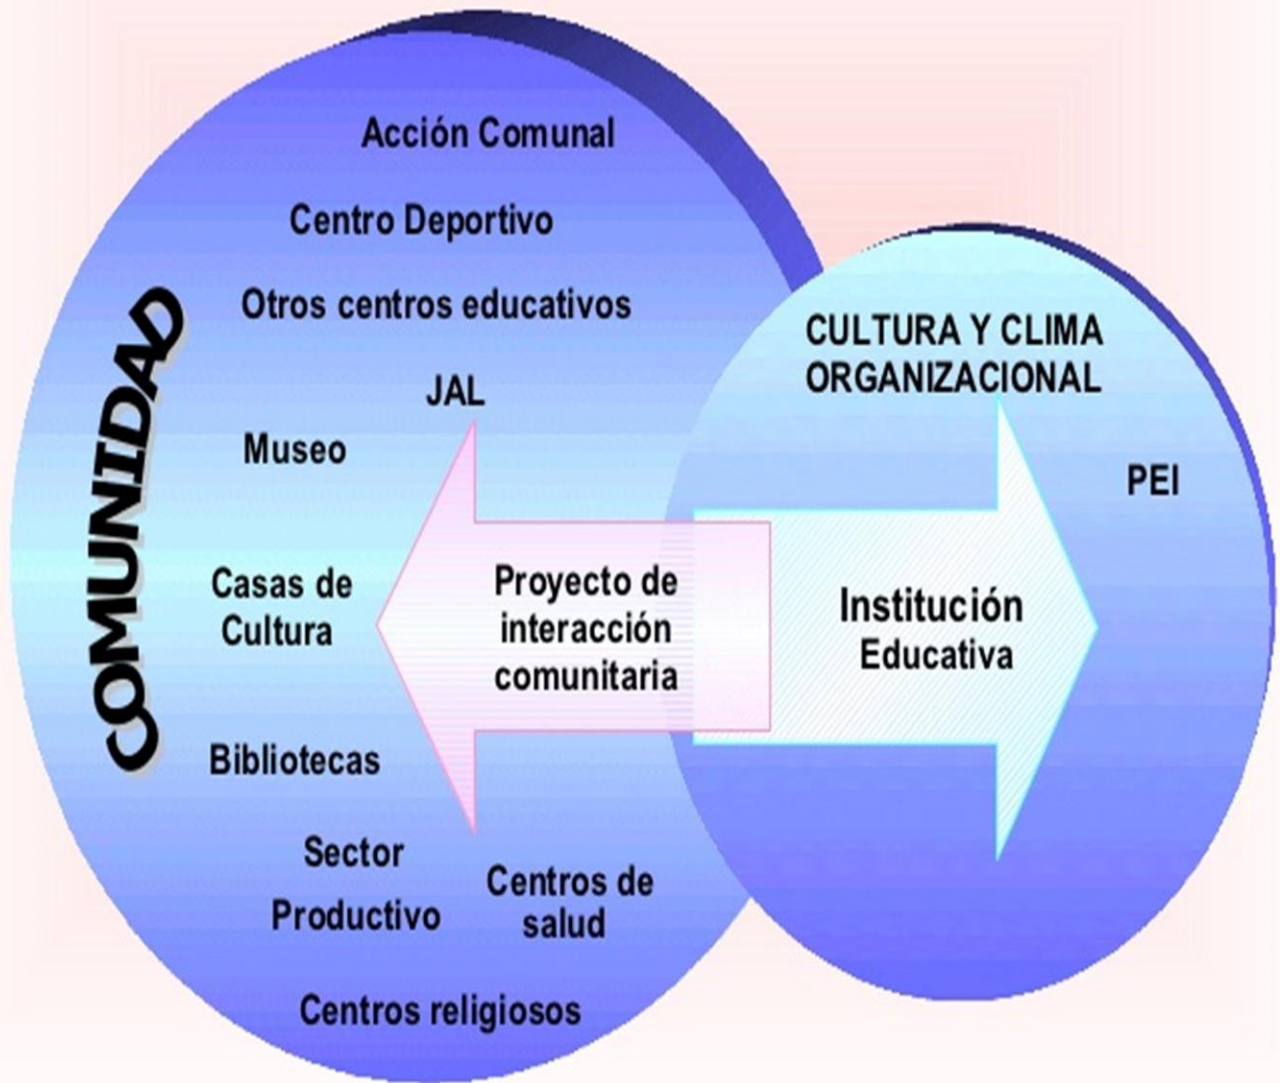 COMUNIDAD
Acción Comunal
Centro Deportivo
Otros centros educativos
JAL
Museo
Casas de
Cultura
Bibliotecas
Sector
Productivo
Centros de
salud
Centros religiosos
Proyecto de
interacción
comunitaria
CULTURA Y CLIMA
ORGANIZACIONAL
PEI
Institución
Educativa